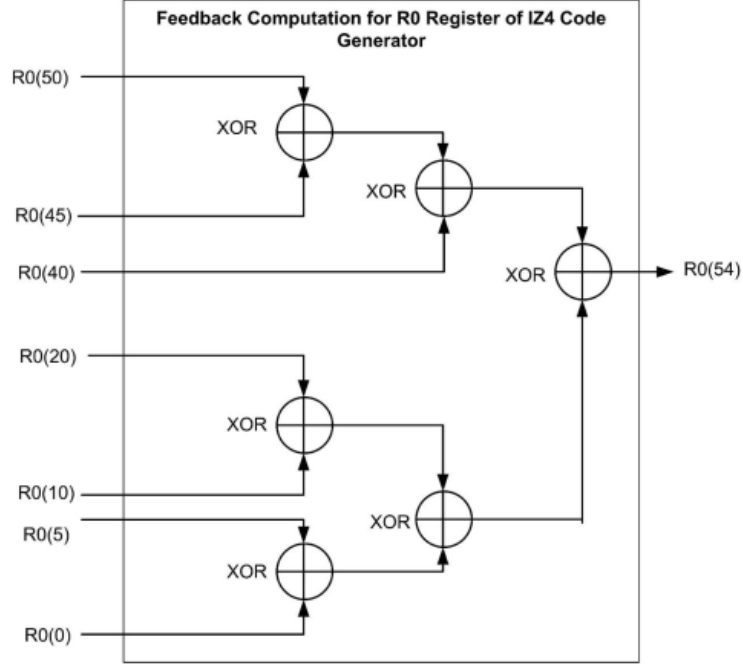 Feedback Computation for R0 Register of IZ4 Code
Generator
R0(50)
XOR
R0(45)
XOR
R0(40)
XOR
R0(54)
R0(20)
XOR
R0(10)
R0(5)
XOR
XOR
R0(0)